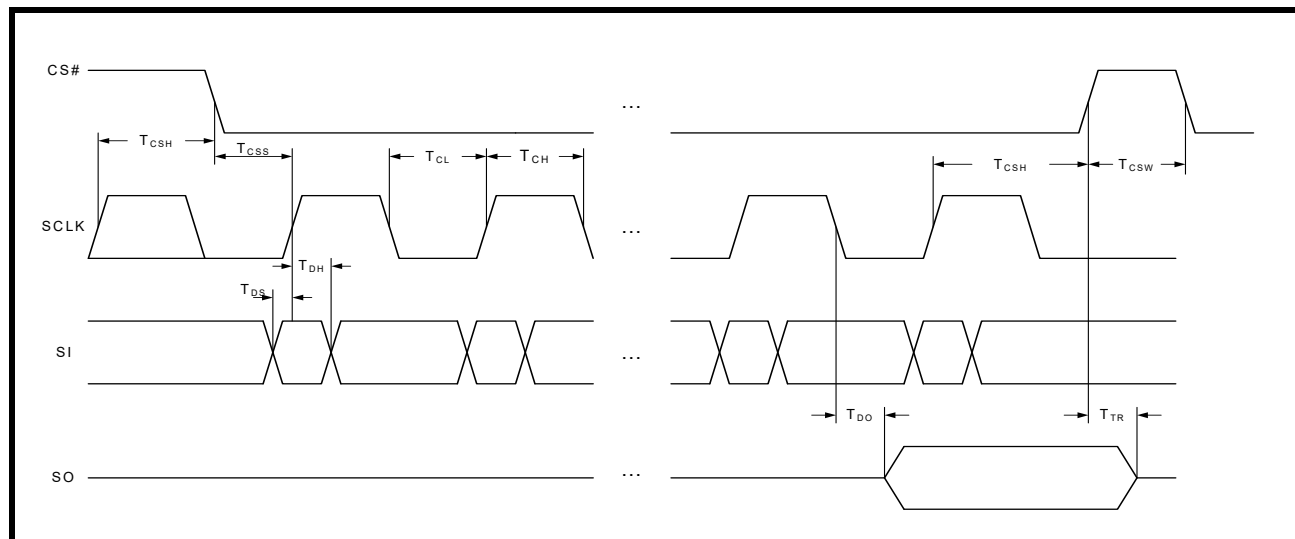 CS#
...
TCSH
TCSS
TCL
TCH
TCSH
TCSW
SCLK
...
TDH
TDS
SI
...
TDO
TTR
SO
...